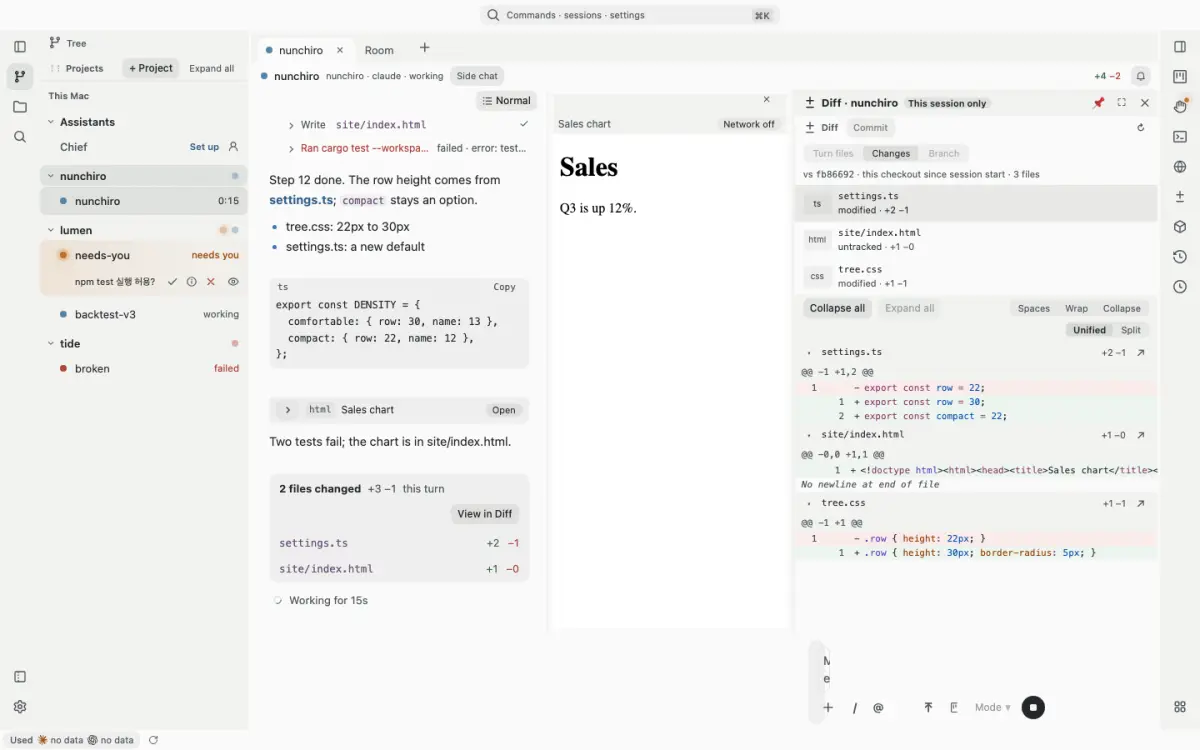 Commands · sessions · settings ⌘K
Tree
Projects + Project Expand all
This Mac
Assistants
Chief Set up
nunchiro
nunchiro 0:15
lumen
needs-you needs you
npm test 실행 허용?
backtest-v3 working
tide
broken failed
Used no data no data
nunchiro × Room +
nunchiro nunchiro · claude · working Side chat
+4 −2
Normal
Write site/index.html
Ran cargo test --workspa... failed · error: test...
Step 12 done. The row height comes from
settings.ts; compact stays an option.
• tree.css: 22px to 30px
• settings.ts: a new default
ts Copy
export const DENSITY = {
comfortable: { row: 30, name: 13 },
compact: { row: 22, name: 12 },
};
html Sales chart Open
Two tests fail; the chart is in site/index.html.
2 files changed +3 −1 this turn
View in Diff
settings.ts +2 −1
site/index.html +1 −0
Working for 15s
Sales chart Network off
Sales
Q3 is up 12%.
Diff · nunchiro This session only
Diff Commit
Turn files Changes Branch
vs fb86692 · this checkout since session start · 3 files
ts settings.ts
modified · +2 −1
html site/index.html
untracked · +1 −0
css tree.css
modified · +1 −1
Collapse all Expand all Spaces Wrap Collapse
Unified Split
settings.ts +2 −1
@@ −1 +1,2 @@
1 − export const row = 22;
1 + export const row = 30;
2 + export const compact = 22;
site/index.html +1 −0
@@ −0,0 +1,1 @@
1 + <!doctype html><html><head><title>Sales chart</title><
No newline at end of file
tree.css +1 −1
@@ −1 +1 @@
1 − .row { height: 22px; }
1 + .row { height: 30px; border-radius: 5px; }
+ / @ Mode